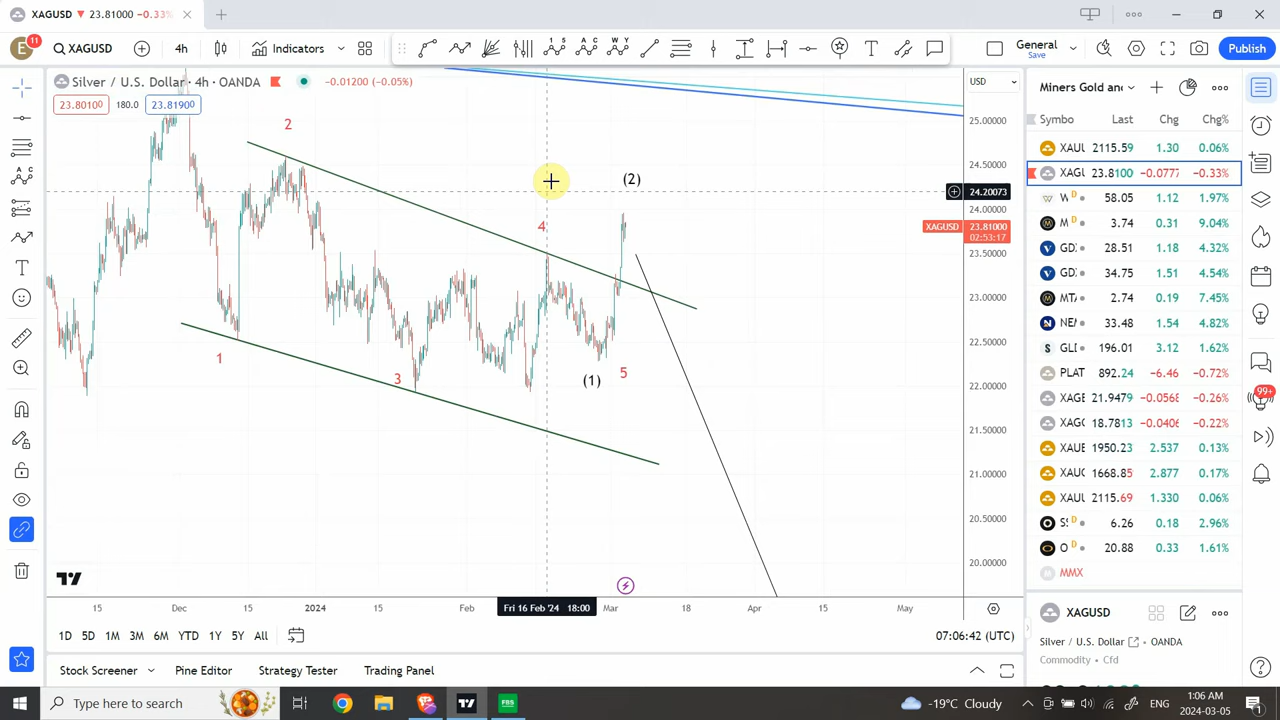 XAGUSD 23.81000 −0.33%
E 11 XAGUSD 4h Indicators General Save Publish
Silver / U.S. Dollar · 4h · OANDA −0.01200 (−0.05%)
23.80100 180.0 23.81900
USD
25.00000
24.50000
24.20073
24.00000
XAGUSD 23.81000
02:53:17
23.50000
23.00000
22.50000
22.00000
21.50000
21.00000
20.50000
20.00000
2
(2)
4
1
3
(1)
5
15 Dec 15 2024 15 Feb Fri 16 Feb '24 18:00 Mar 18 Apr 15 May
1D 5D 1M 3M 6M YTD 1Y 5Y All 07:06:42 (UTC)
Stock Screener Pine Editor Strategy Tester Trading Panel
Miners Gold and
Symbo Last Chg Chg%
2115.59 1.30 0.06%
23.8100 −0.0777 −0.33%
W D 58.05 1.12 1.97%
M D 3.74 0.31 9.04%
GD 28.51 1.18 4.32%
GD 34.75 1.51 4.54%
MTA 2.74 0.19 7.45%
33.48 1.54 4.82%
GLD 196.01 3.12 1.62%
PLAT 892.24 −6.46 −0.72%
21.9479 −0.0568 −0.26%
18.7813 −0.0406 −0.22%
1950.23 2.537 0.13%
1668.85 2.877 0.17%
2115.69 1.330 0.06%
D 6.26 0.18 2.96%
O D 20.88 0.33 1.61%
MMX
99+
XAGUSD
Silver / U.S. Dollar · OANDA
Commodity · Cfd
Type here to search FBS −19°C Cloudy ENG 1:06 AM
2024-03-05